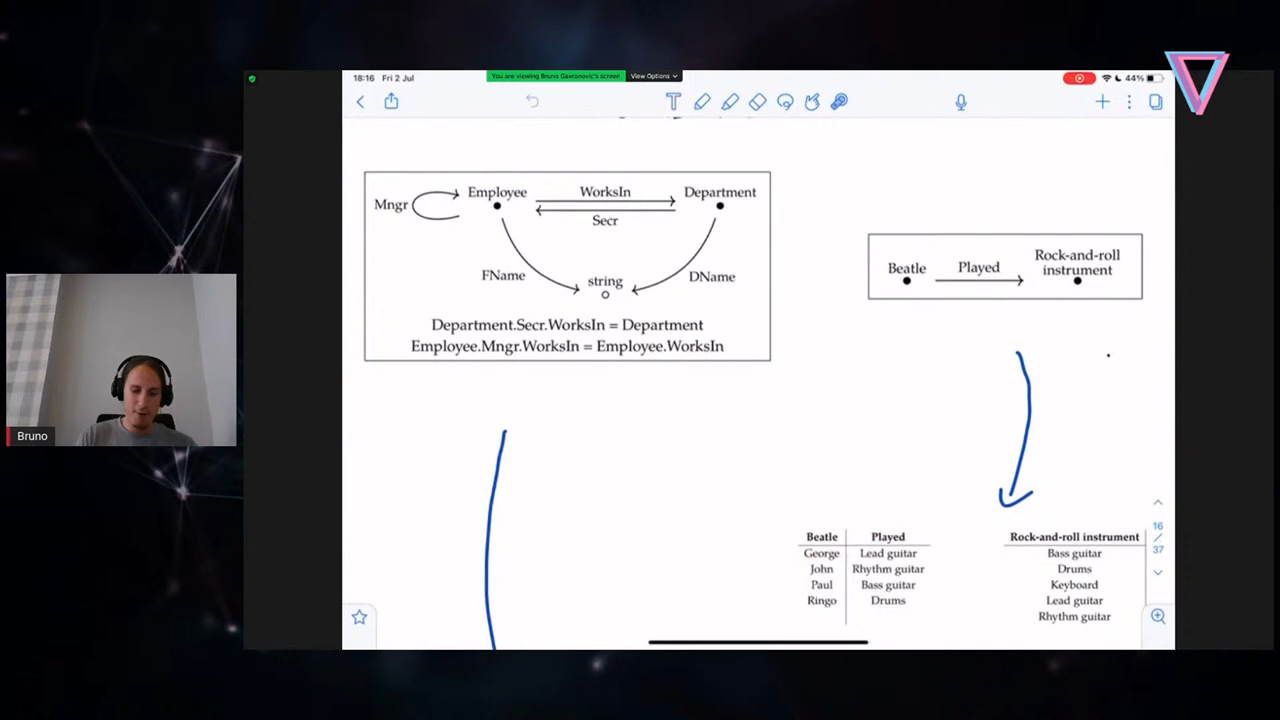 18:16 Fri 2 Jul
You are viewing Bruno Gavranovic's screen
View Options
44%
Mngr
Employee
WorksIn
Department
Secr
FName
string
DName
Department.Secr.WorksIn = Department
Employee.Mngr.WorksIn = Employee.WorksIn
Beatle
Played
Rock-and-roll
instrument
Bruno
Beatle Played
George Lead guitar
John Rhythm guitar
Paul Bass guitar
Ringo Drums
Rock-and-roll instrument
Bass guitar
Drums
Keyboard
Lead guitar
Rhythm guitar
16
/
37